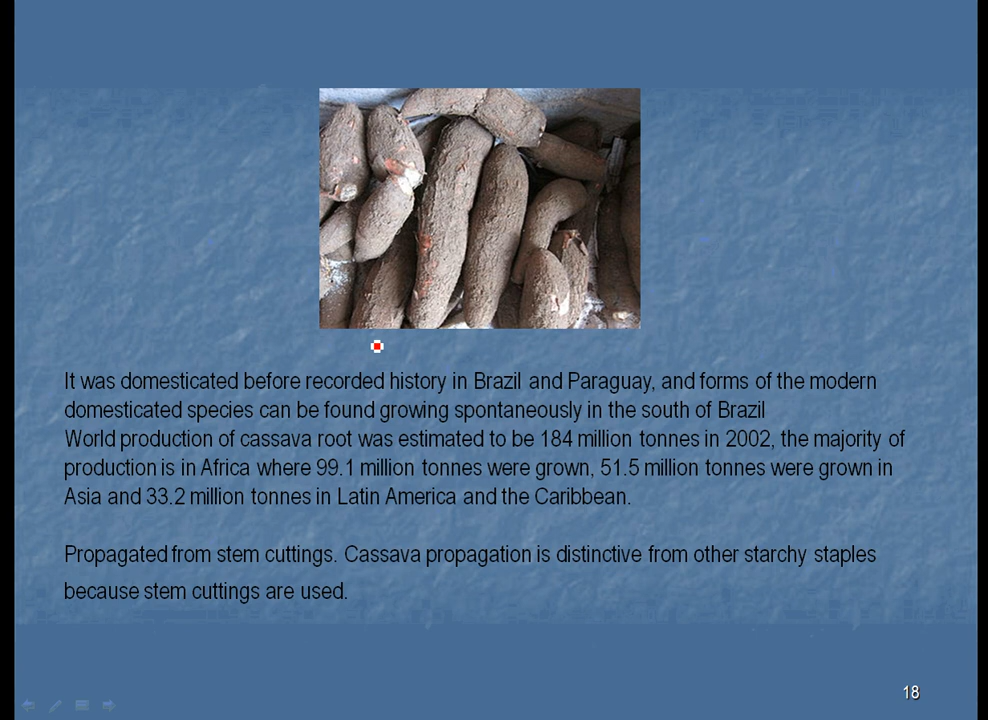 It was domesticated before recorded history in Brazil and Paraguay, and forms of the modern
domesticated species can be found growing spontaneously in the south of Brazil
World production of cassava root was estimated to be 184 million tonnes in 2002, the majority of
production is in Africa where 99.1 million tonnes were grown, 51.5 million tonnes were grown in
Asia and 33.2 million tonnes in Latin America and the Caribbean.
Propagated from stem cuttings. Cassava propagation is distinctive from other starchy staples
because stem cuttings are used.
18